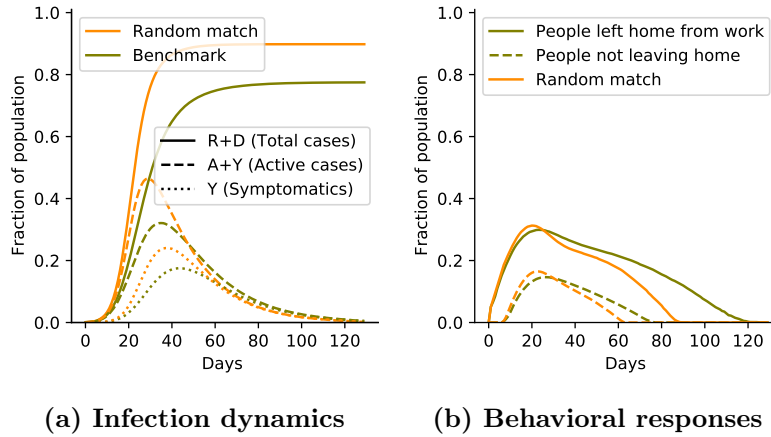 1.0
0.8
0.6
0.4
0.2
0.0
Fraction of population
Random match
Benchmark
R+D (Total cases)
A+Y (Active cases)
Y (Symptomatics)
0 20 40 60 80 100 120
Days
(a) Infection dynamics
1.0
0.8
0.6
0.4
0.2
0.0
Fraction of population
People left home from work
People not leaving home
Random match
0 20 40 60 80 100 120
Days
(b) Behavioral responses